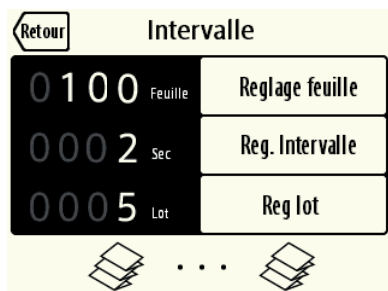 Retour Intervalle
0100 Feuille Reglage feuille
0002 Sec Reg. Intervalle
0005 Lot Reg lot
...